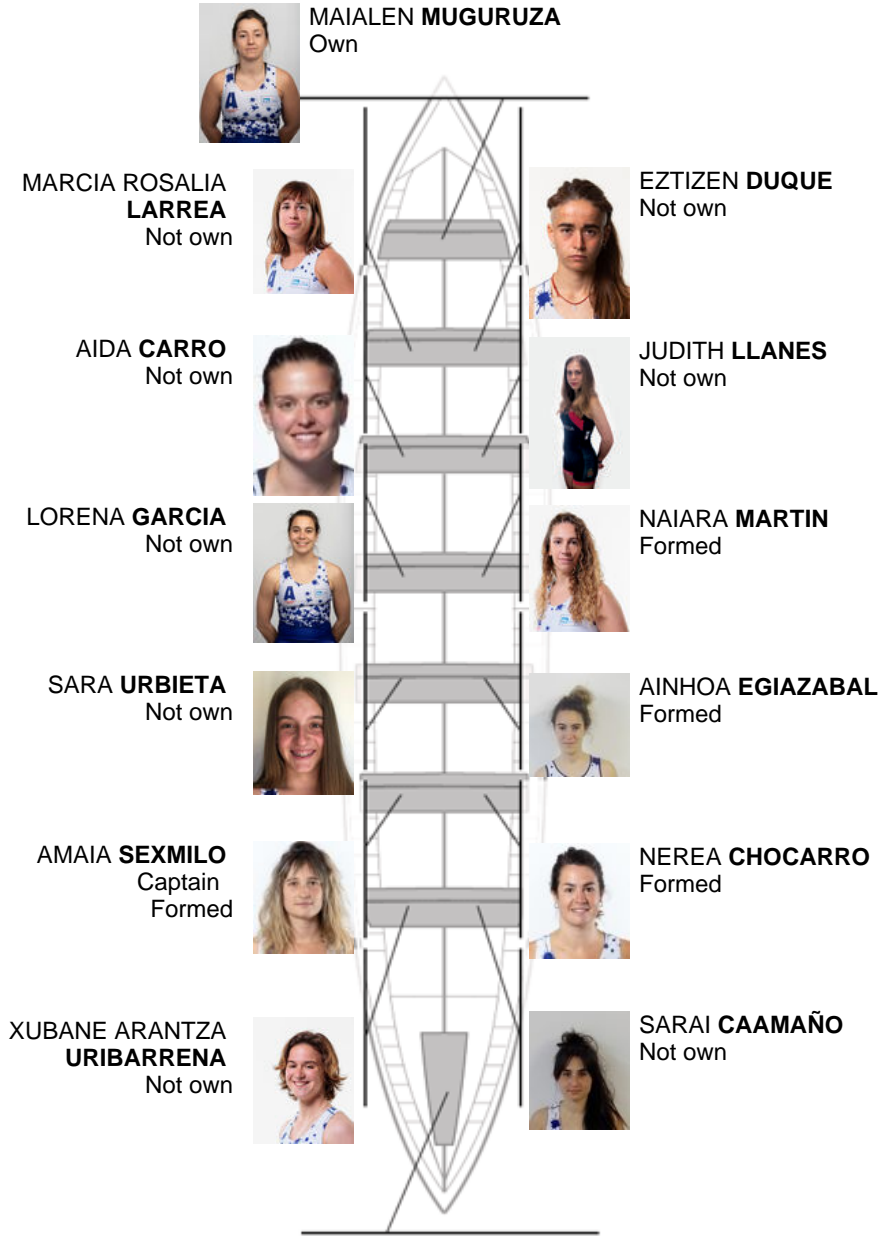 MAIALEN MUGURUZA
Own
MARCIA ROSALIA
LARREA
Not own
EZTIZEN DUQUE
Not own
AIDA CARRO
Not own
JUDITH LLANES
Not own
LORENA GARCIA
Not own
NAIARA MARTIN
Formed
SARA URBIETA
Not own
AINHOA EGIAZABAL
Formed
AMAIA SEXMILO
Captain
Formed
NEREA CHOCARRO
Formed
XUBANE ARANTZA
URIBARRENA
Not own
SARAI CAAMAÑO
Not own